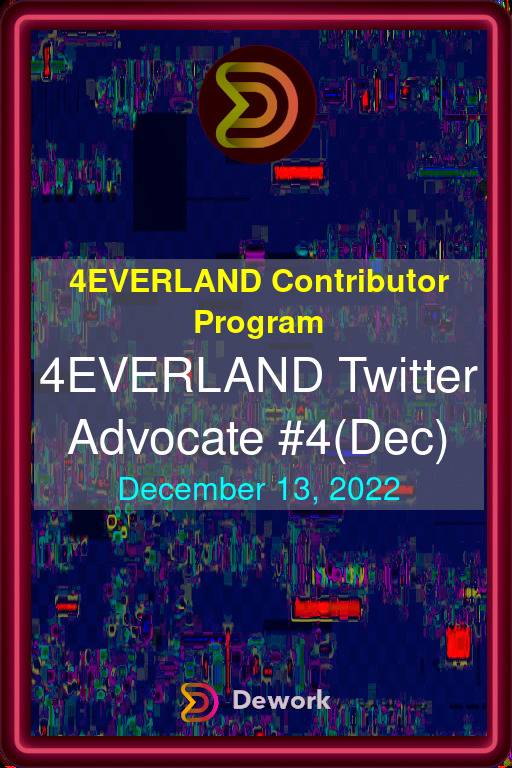 4EVERLAND Contributor
Program
4EVERLAND Twitter
Advocate #4(Dec)
December 13, 2022
Dework